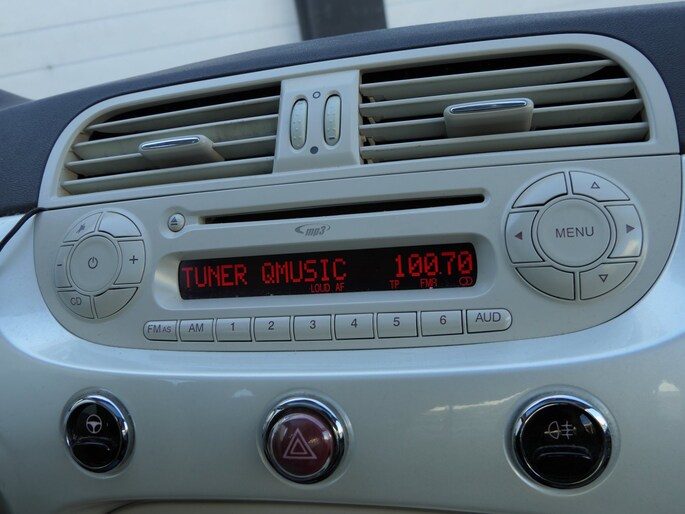 mp3
TUNER QMUSIC 100.70
LOUD AF TP FMR CD
MENU
CD
FM AS AM 1 2 3 4 5 6 AUD